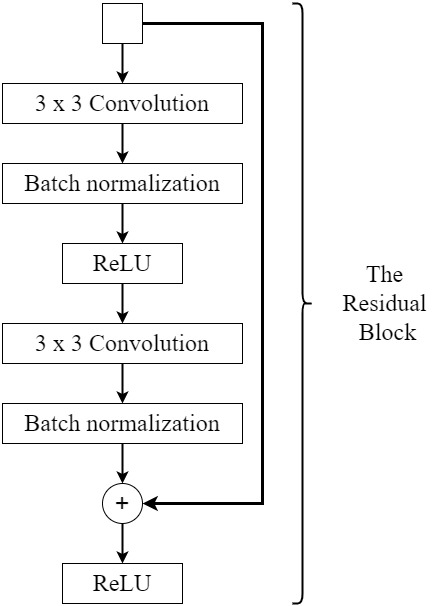 3 x 3 Convolution
Batch normalization
ReLU
3 x 3 Convolution
Batch normalization
+
ReLU
The
Residual
Block